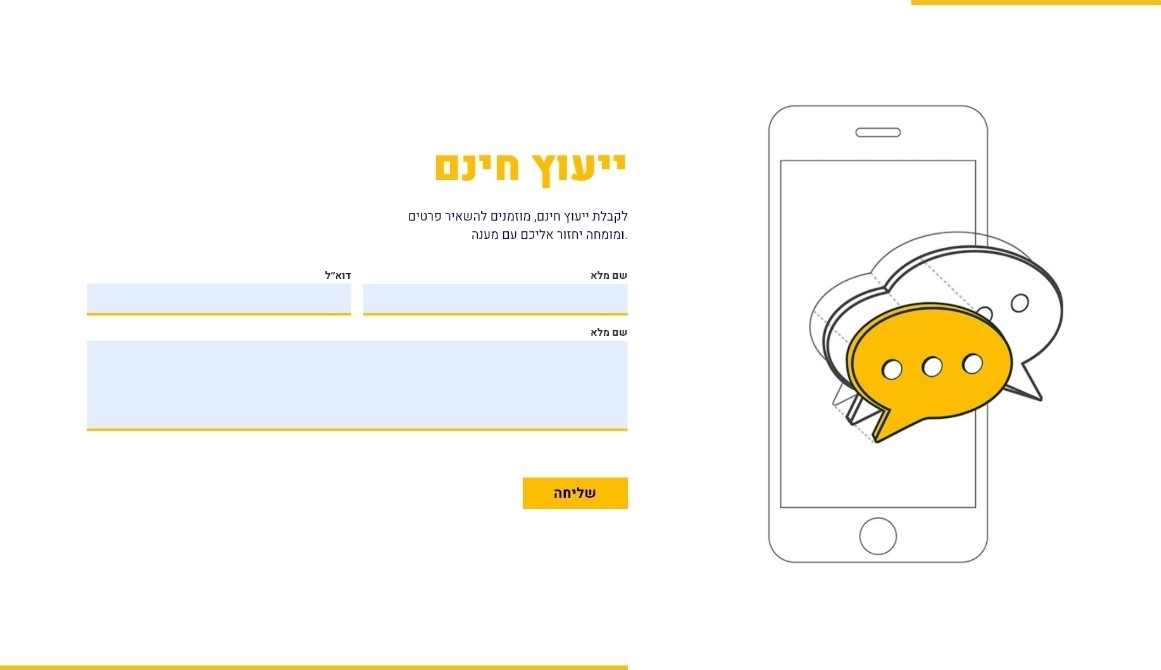 ייעוץ חינם
לקבלת ייעוץ חינם, מוזמנים להשאיר פרטים
ומומחה יחזור אליכם עם מענה.
שם מלא
דוא״ל
שם מלא
שליחה